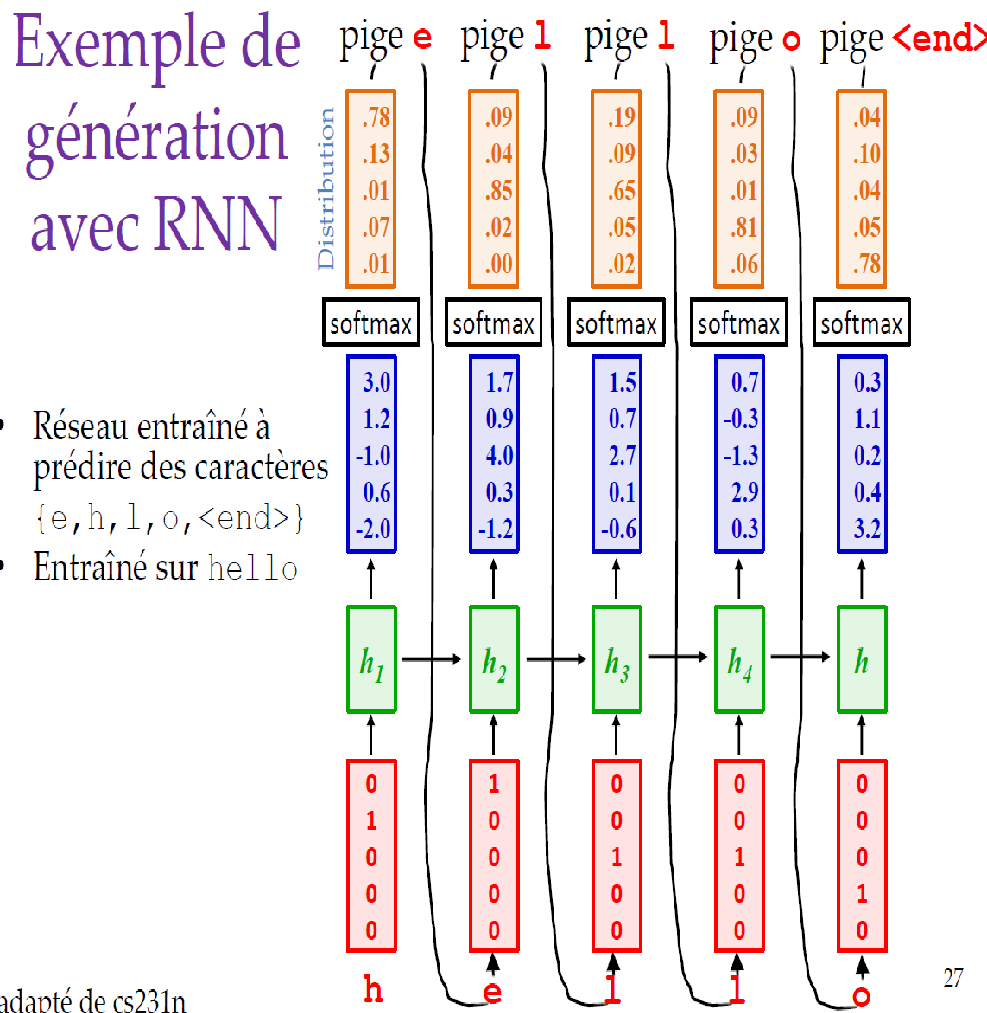 Exemple de
génération
avec RNN
pige e pige l pige l pige o pige <end>
Distribution
.78 .09 .19 .09 .04
.13 .04 .09 .03 .10
.01 .85 .65 .01 .04
.07 .02 .05 .81 .05
.01 .00 .02 .06 .78
softmax softmax softmax softmax softmax
3.0 1.7 1.5 0.7 0.3
1.2 0.9 0.7 -0.3 1.1
-1.0 4.0 2.7 -1.3 0.2
0.6 0.3 0.1 2.9 0.4
-2.0 -1.2 -0.6 0.3 3.2
• Réseau entraîné à
prédire des caractères
{e,h,l,o,<end>}
• Entraîné sur hello
h1 h2 h3 h4 h
0 1 0 0 0
1 0 0 0 0
0 0 1 1 0
0 0 0 0 1
0 0 0 0 0
h e l l o
adapté de cs231n
27